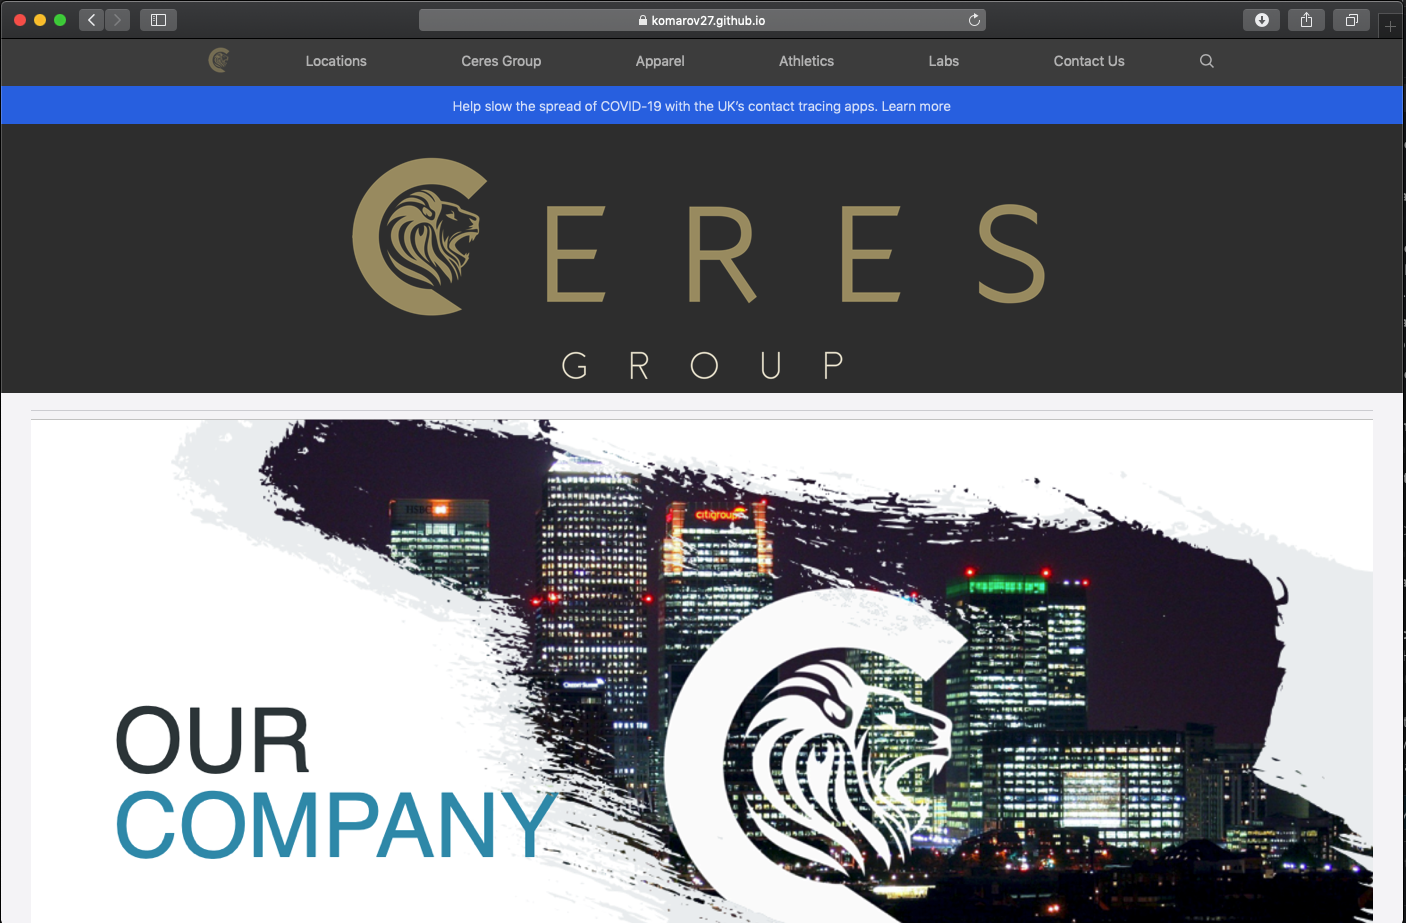 komarov27.github.io
Locations Ceres Group Apparel Athletics Labs Contact Us
Help slow the spread of COVID-19 with the UK's contact tracing apps. Learn more
CERES
GROUP
HSBC
citigroup
OUR
COMPANY